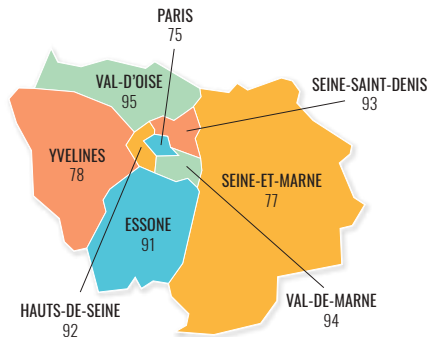 PARIS
75
VAL-D'OISE
95
SEINE-SAINT-DENIS
93
YVELINES
78
SEINE-ET-MARNE
77
ESSONE
91
HAUTS-DE-SEINE
92
VAL-DE-MARNE
94